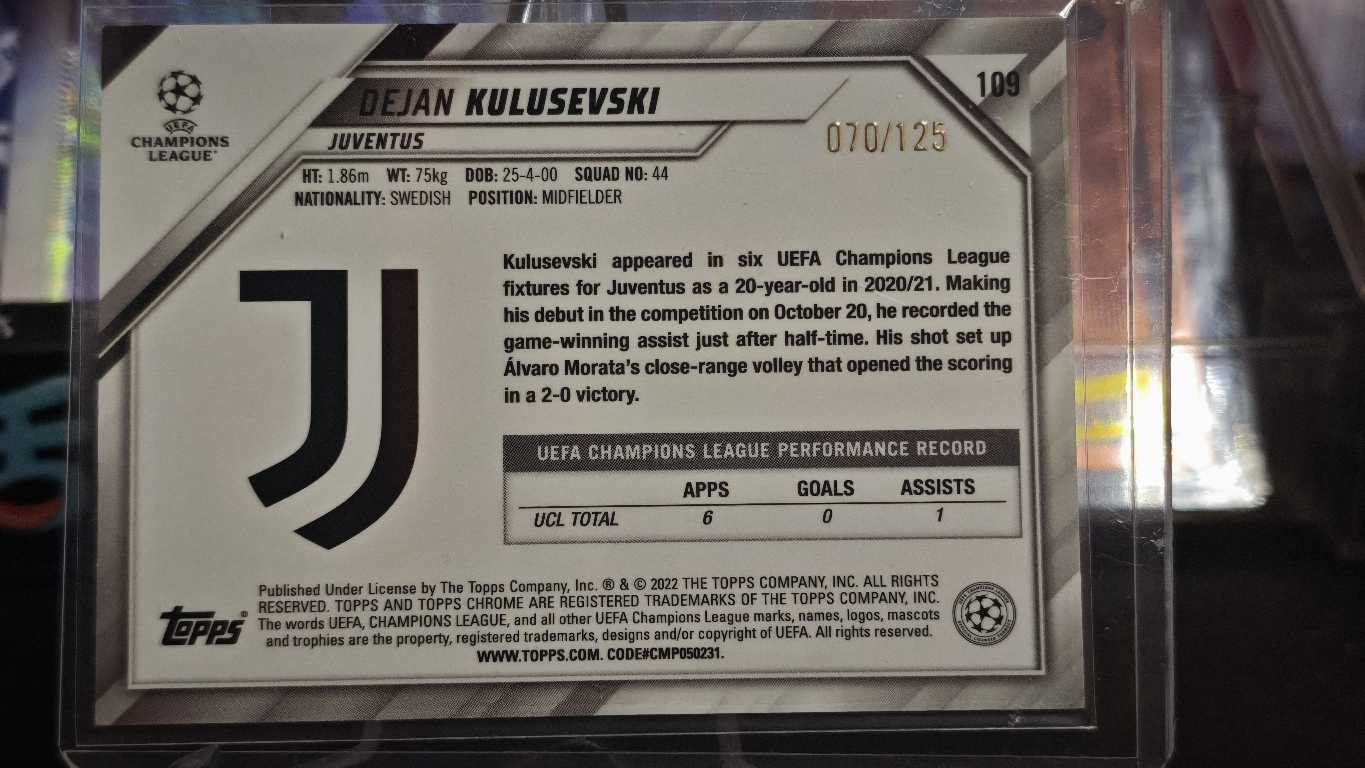 109
DEJAN KULUSEVSKI
070/125
UEFA
CHAMPIONS
LEAGUE®
JUVENTUS
HT: 1.86m WT: 75kg DOB: 25-4-00 SQUAD NO: 44
NATIONALITY: SWEDISH POSITION: MIDFIELDER
Kulusevski appeared in six UEFA Champions League
fixtures for Juventus as a 20-year-old in 2020/21. Making
his debut in the competition on October 20, he recorded the
game-winning assist just after half-time. His shot set up
Álvaro Morata's close-range volley that opened the scoring
in a 2-0 victory.
UEFA CHAMPIONS LEAGUE PERFORMANCE RECORD
APPS GOALS ASSISTS
UCL TOTAL 6 0 1
Published Under License by The Topps Company, Inc. ® & © 2022 THE TOPPS COMPANY, INC. ALL RIGHTS
RESERVED. TOPPS AND TOPPS CHROME ARE REGISTERED TRADEMARKS OF THE TOPPS COMPANY, INC.
The words UEFA, CHAMPIONS LEAGUE, and all other UEFA Champions League marks, names, logos, mascots
and trophies are the property, registered trademarks, designs and/or copyright of UEFA. All rights reserved.
WWW.TOPPS.COM. CODE#CMP050231.
Topps®